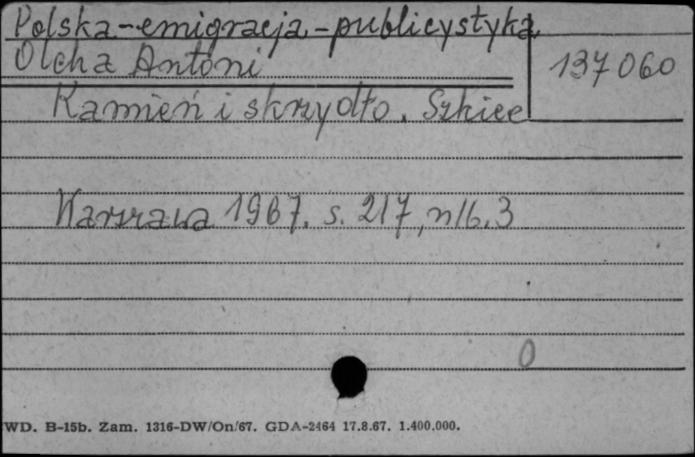 Polska-emigracja-publicystyka
Olcha Antoni
137060
Kamień i skrzydło. Szkice
Warszawa 1967. s. 217, nlb. 3
0
WD. B-15b. Zam. 1316-DW/On/67. GDA-2464 17.8.67. 1.400.000.